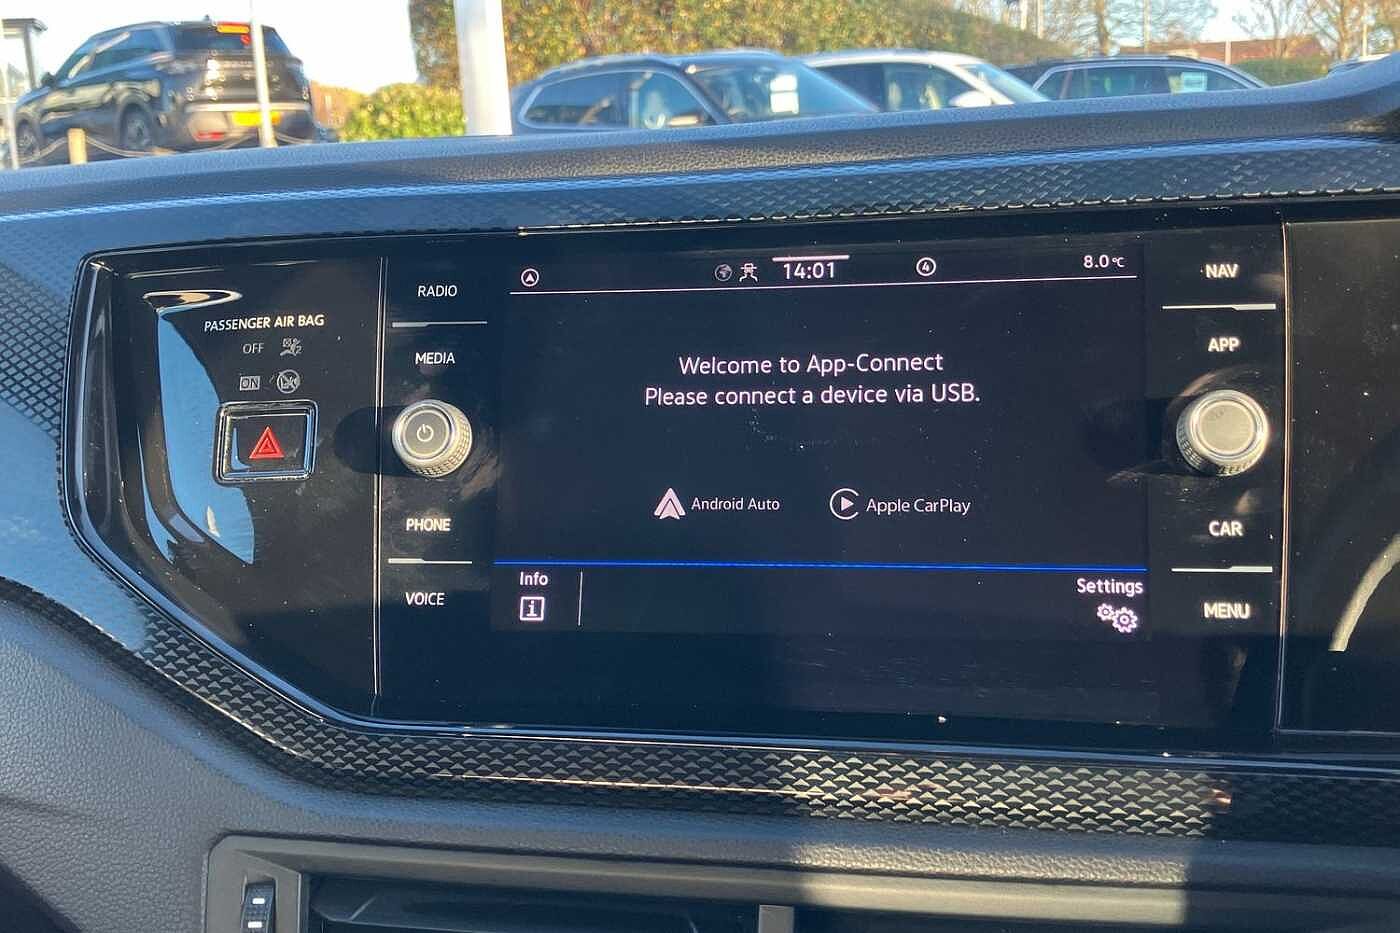 PASSENGER AIR BAG
OFF
ON
RADIO
MEDIA
PHONE
VOICE
14:01
4
8.0°C
Welcome to App-Connect
Please connect a device via USB.
Android Auto
Apple CarPlay
Info
i
Settings
NAV
APP
CAR
MENU